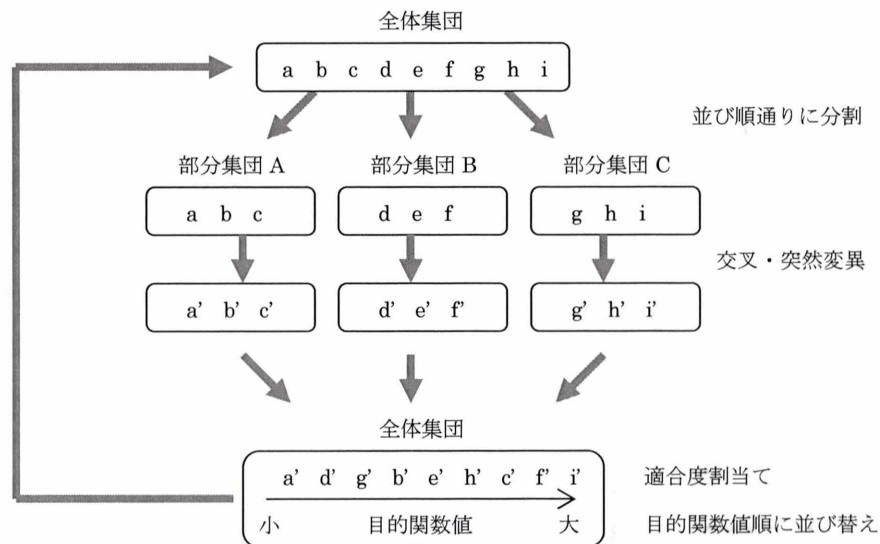 全体集団
a b c d e f g h i
並び順通りに分割
部分集団 A 部分集団 B 部分集団 C
a b c d e f g h i
交叉・突然変異
a' b' c' d' e' f' g' h' i'
全体集団
a' d' g' b' e' h' c' f' i' 適合度割当て
小 目的関数値 大 目的関数値順に並び替え